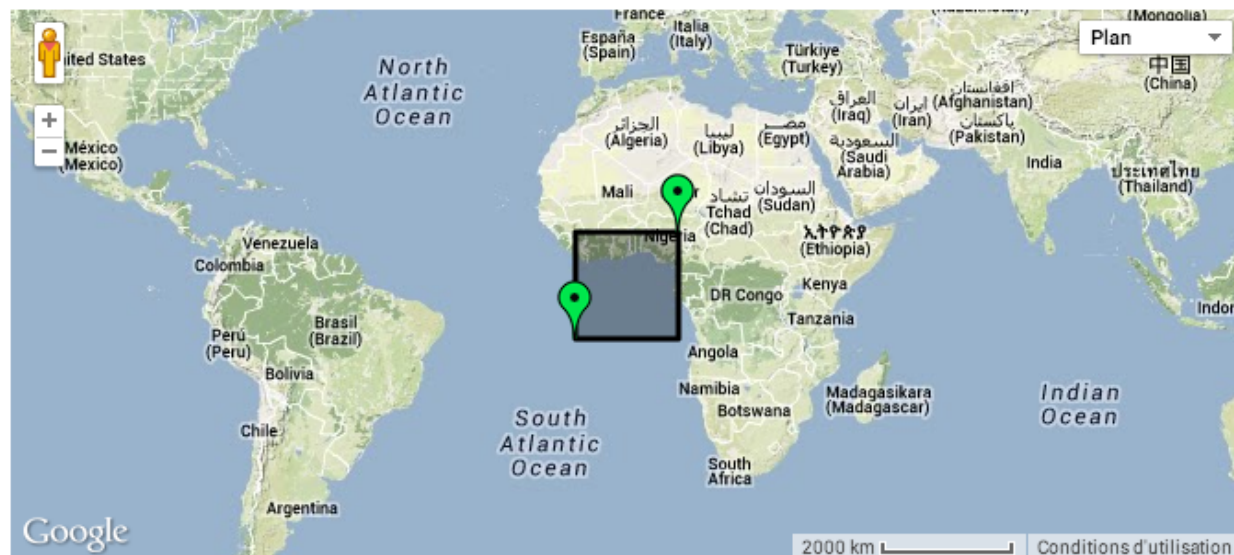 (Mongolia)
France
Italia
(Italy)
España
(Spain)
Türkiye
(Turkey)
Plan
中国
(China)
United States
North
Atlantic
Ocean
العراق
(Iraq)
ایران
(Iran)
افغانستان
(Afghanistan)
پاکستان
(Pakistan)
الجزائر
(Algeria)
ليبيا
(Libya)
مصر
(Egypt)
السعودية
(Saudi
Arabia)
México
(Mexico)
India
ประเทศไทย
(Thailand)
Mali
تشاد
Tchad
(Chad)
السودان
(Sudan)
Nigeria
ኢትዮጵያ
(Ethiopia)
Venezuela
Colombia
DR Congo
Kenya
Indon
Tanzania
Brasil
(Brazil)
Perú
(Peru)
Angola
Bolivia
Namibia
Botswana
Madagasikara
(Madagascar)
Indian
Ocean
South
Atlantic
Ocean
Chile
South
Africa
Argentina
Google
2000 km
Conditions d'utilisation